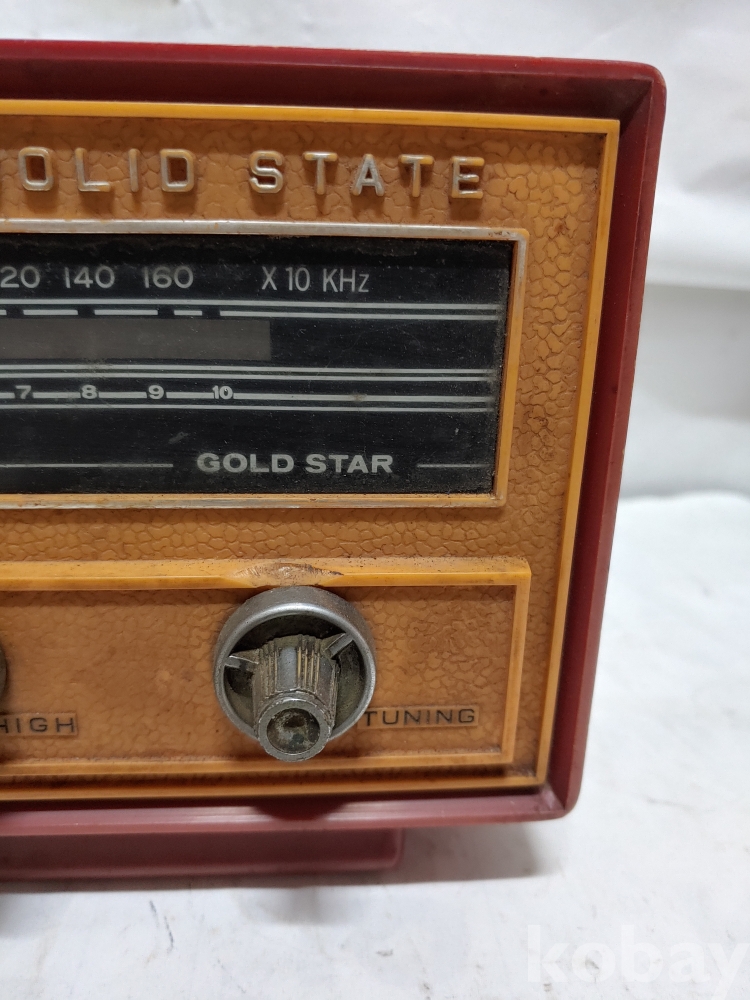 OLID STATE
20 140 160 X 10 KHz
7 8 9 10
GOLD STAR
HIGH
TUNING
kobay